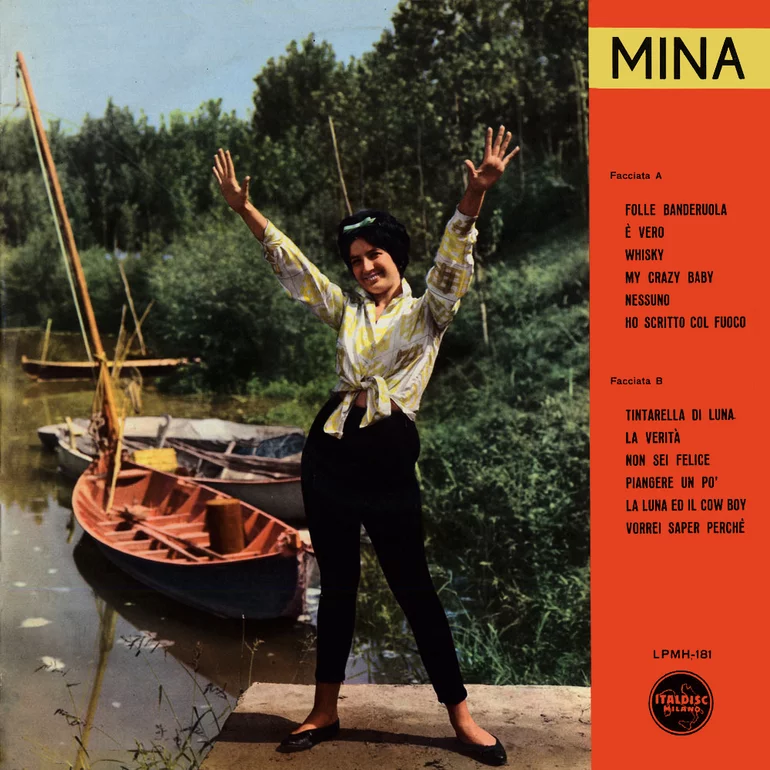 MINA
Facciata A
FOLLE BANDERUOLA
È VERO
WHISKY
MY CRAZY BABY
NESSUNO
HO SCRITTO COL FUOCO
Facciata B
TINTARELLA DI LUNA
LA VERITÀ
NON SEI FELICE
PIANGERE UN PO'
LA LUNA ED IL COW BOY
VORREI SAPER PERCHÈ
LPMH-181
ITALDISC
MILANO